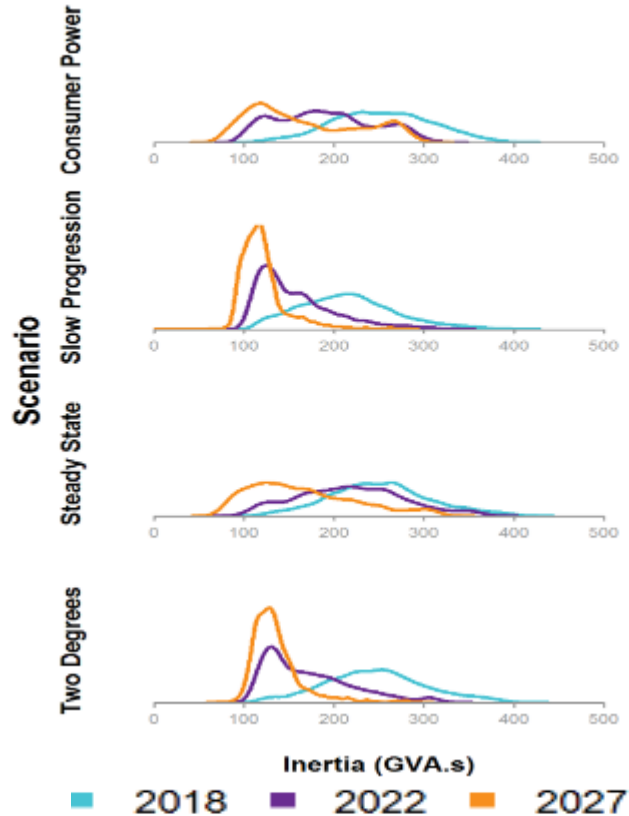 Scenario
Consumer Power
0 100 200 300 400 500
Slow Progression
0 100 200 300 400 500
Steady State
0 100 200 300 400 500
Two Degrees
0 100 200 300 400 500
Inertia (GVA.s)
2018 2022 2027